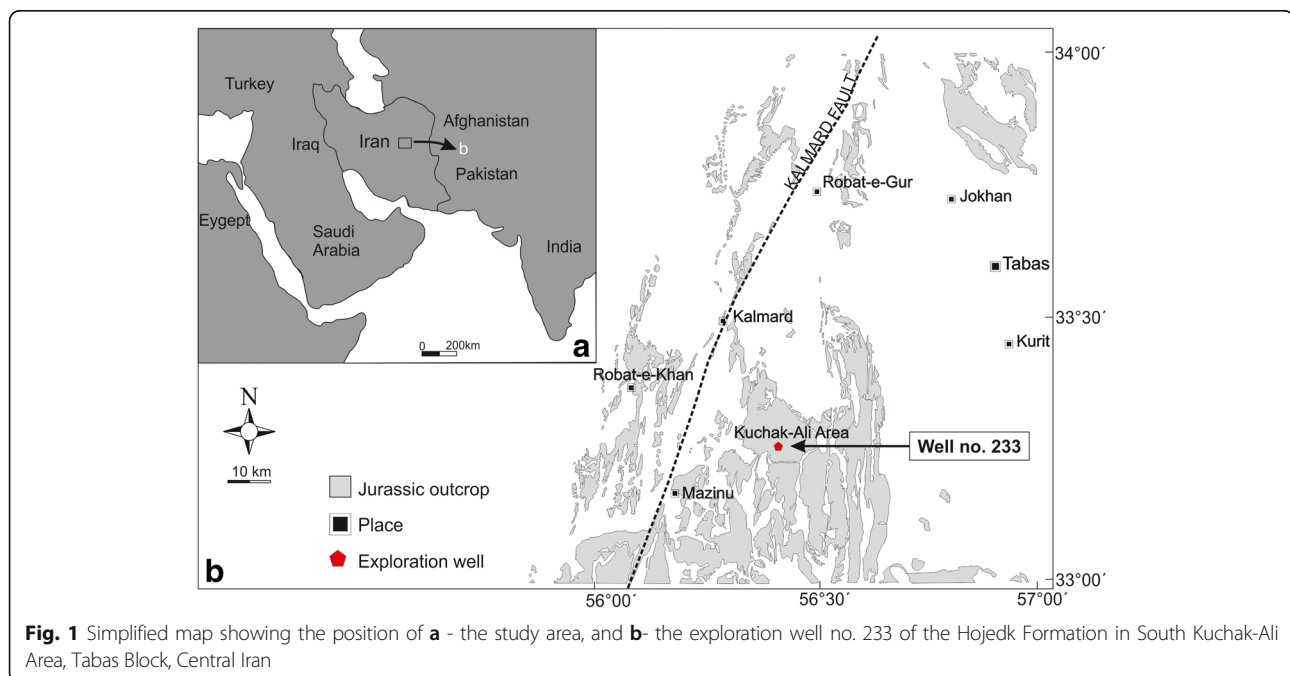 Turkey
Iraq
Iran
Afghanistan
b
Pakistan
Eygept
Saudi
Arabia
India
0 200km
a
KALMARD FAULT
34°00´
Robat-e-Gur
Jokhan
Tabas
33°30´
Kalmard
Kurit
Robat-e-Khan
Kuchak-Ali Area
Well no. 233
Mazinu
N
10 km
Jurassic outcrop
Place
Exploration well
b
33°00´
56°00´
56°30´
57°00´
Fig. 1 Simplified map showing the position of a - the study area, and b- the exploration well no. 233 of the Hojedk Formation in South Kuchak-Ali
Area, Tabas Block, Central Iran